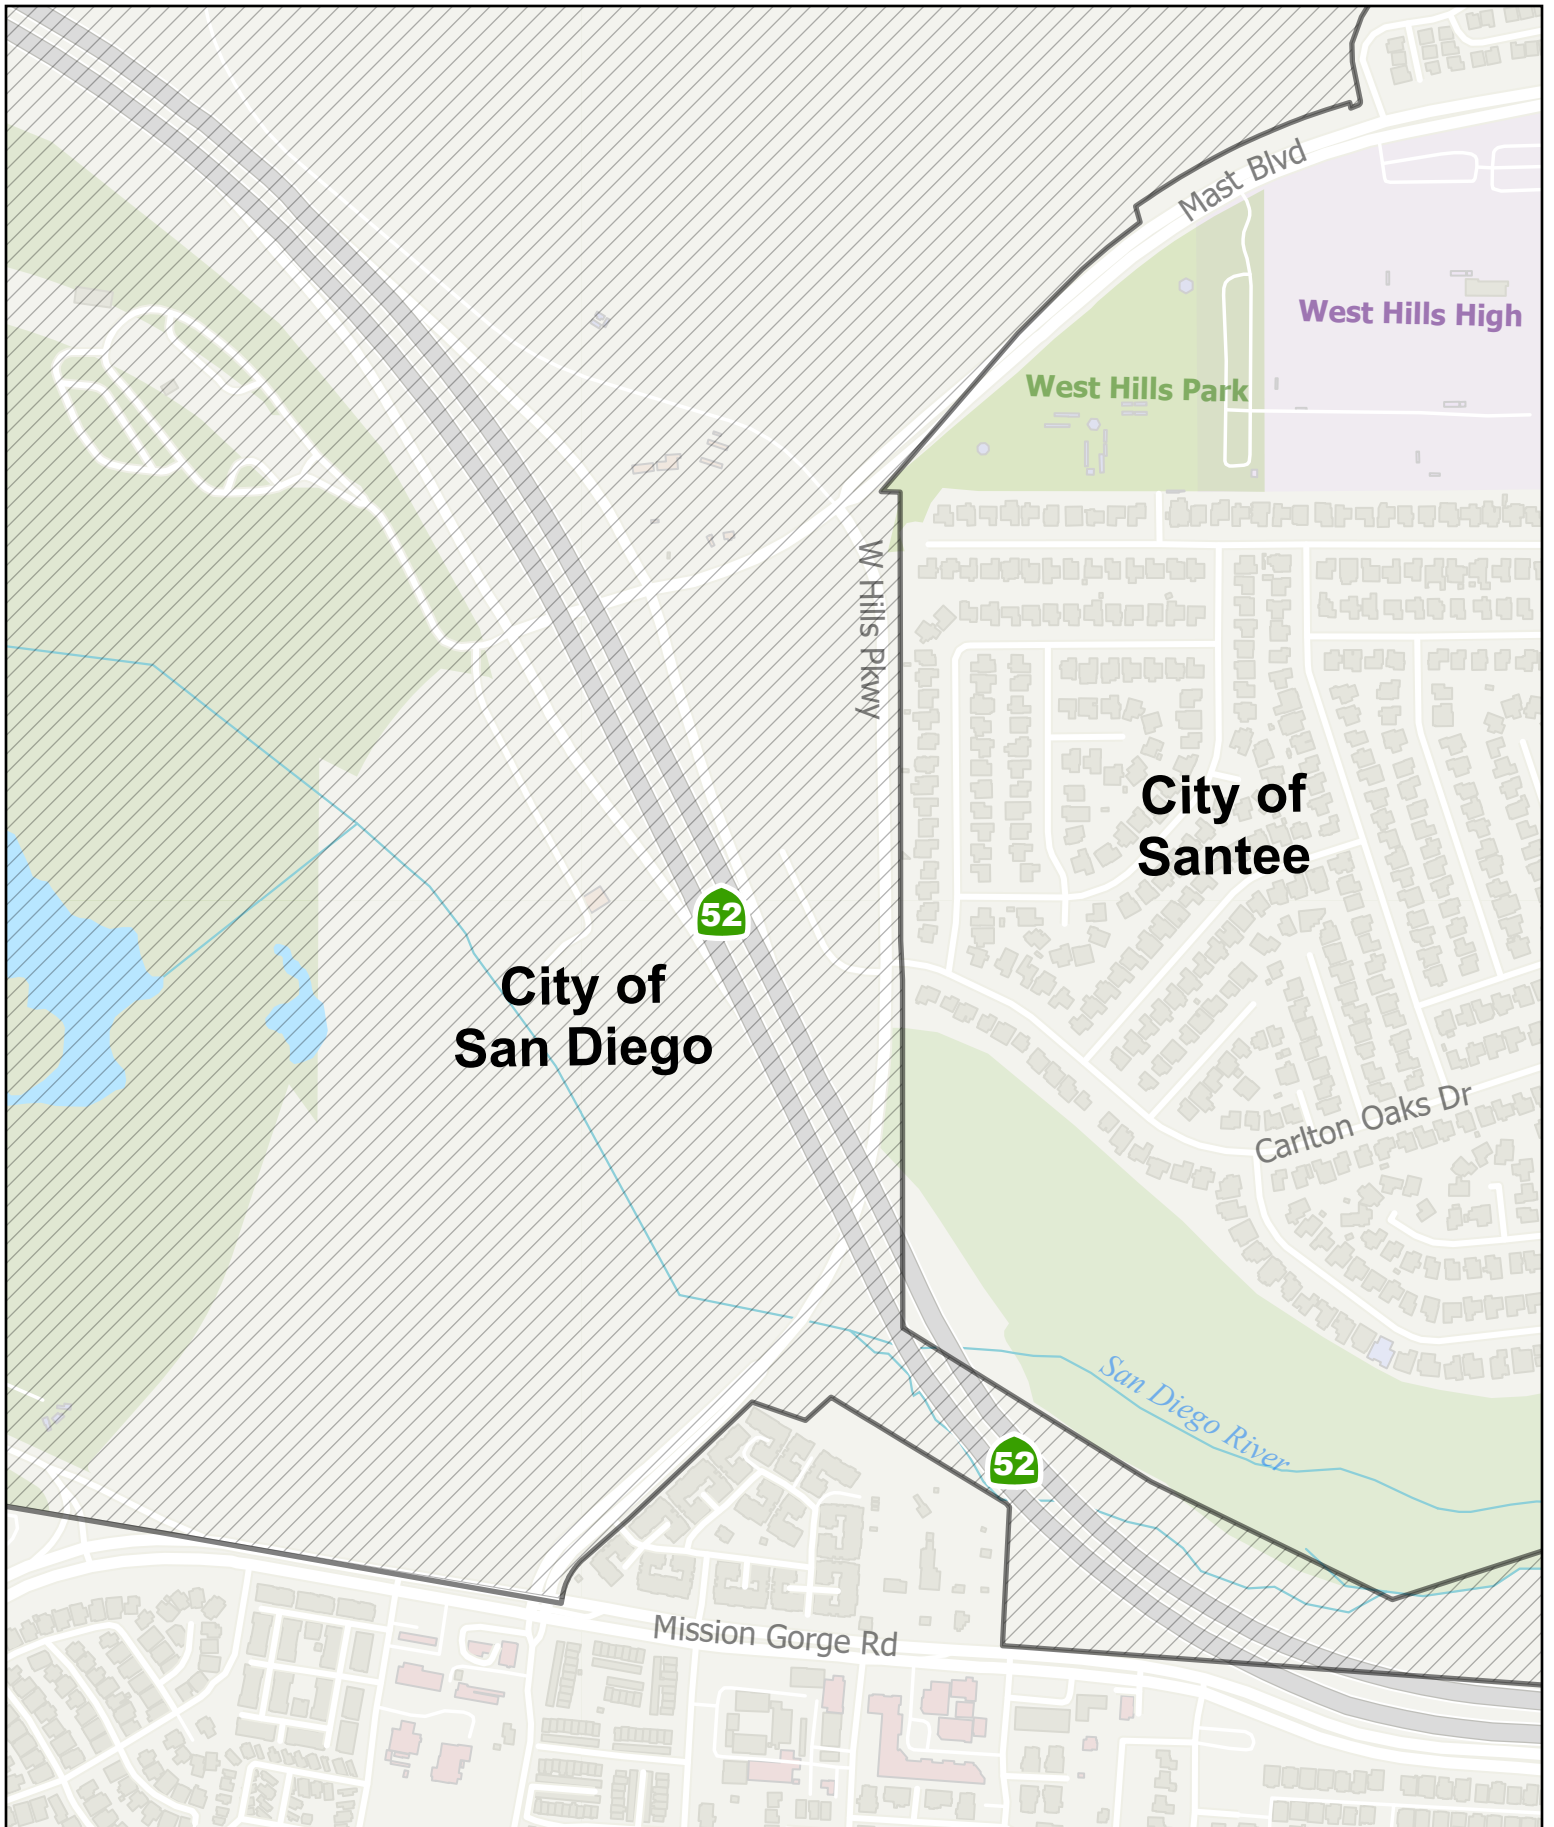 Mast Blvd
West Hills High
West Hills Park
W Hills Pkwy
City of
Santee
52
City of
San Diego
Carlton Oaks Dr
San Diego River
52
Mission Gorge Rd